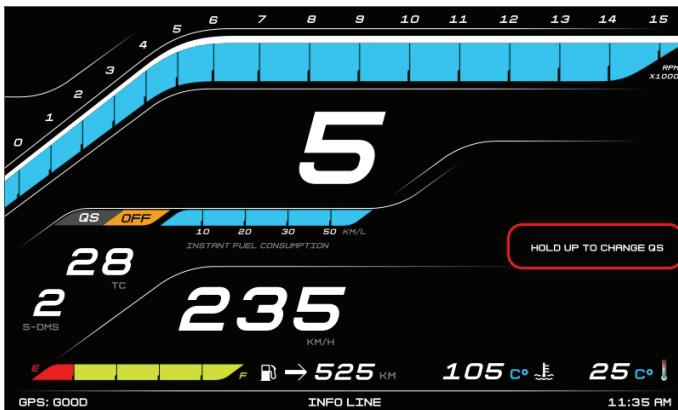 0 1 2 3 4 5 6 7 8 9 10 11 12 13 14 15
RPM
X1000
5
QS OFF
10 20 30 50 KM/L
INSTANT FUEL CONSUMPTION
HOLD UP TO CHANGE QS
28
TC
2
S-DMS
235
KM/H
E F 525 KM 105 C° 25 C°
GPS: GOOD INFO LINE 11:35 AM